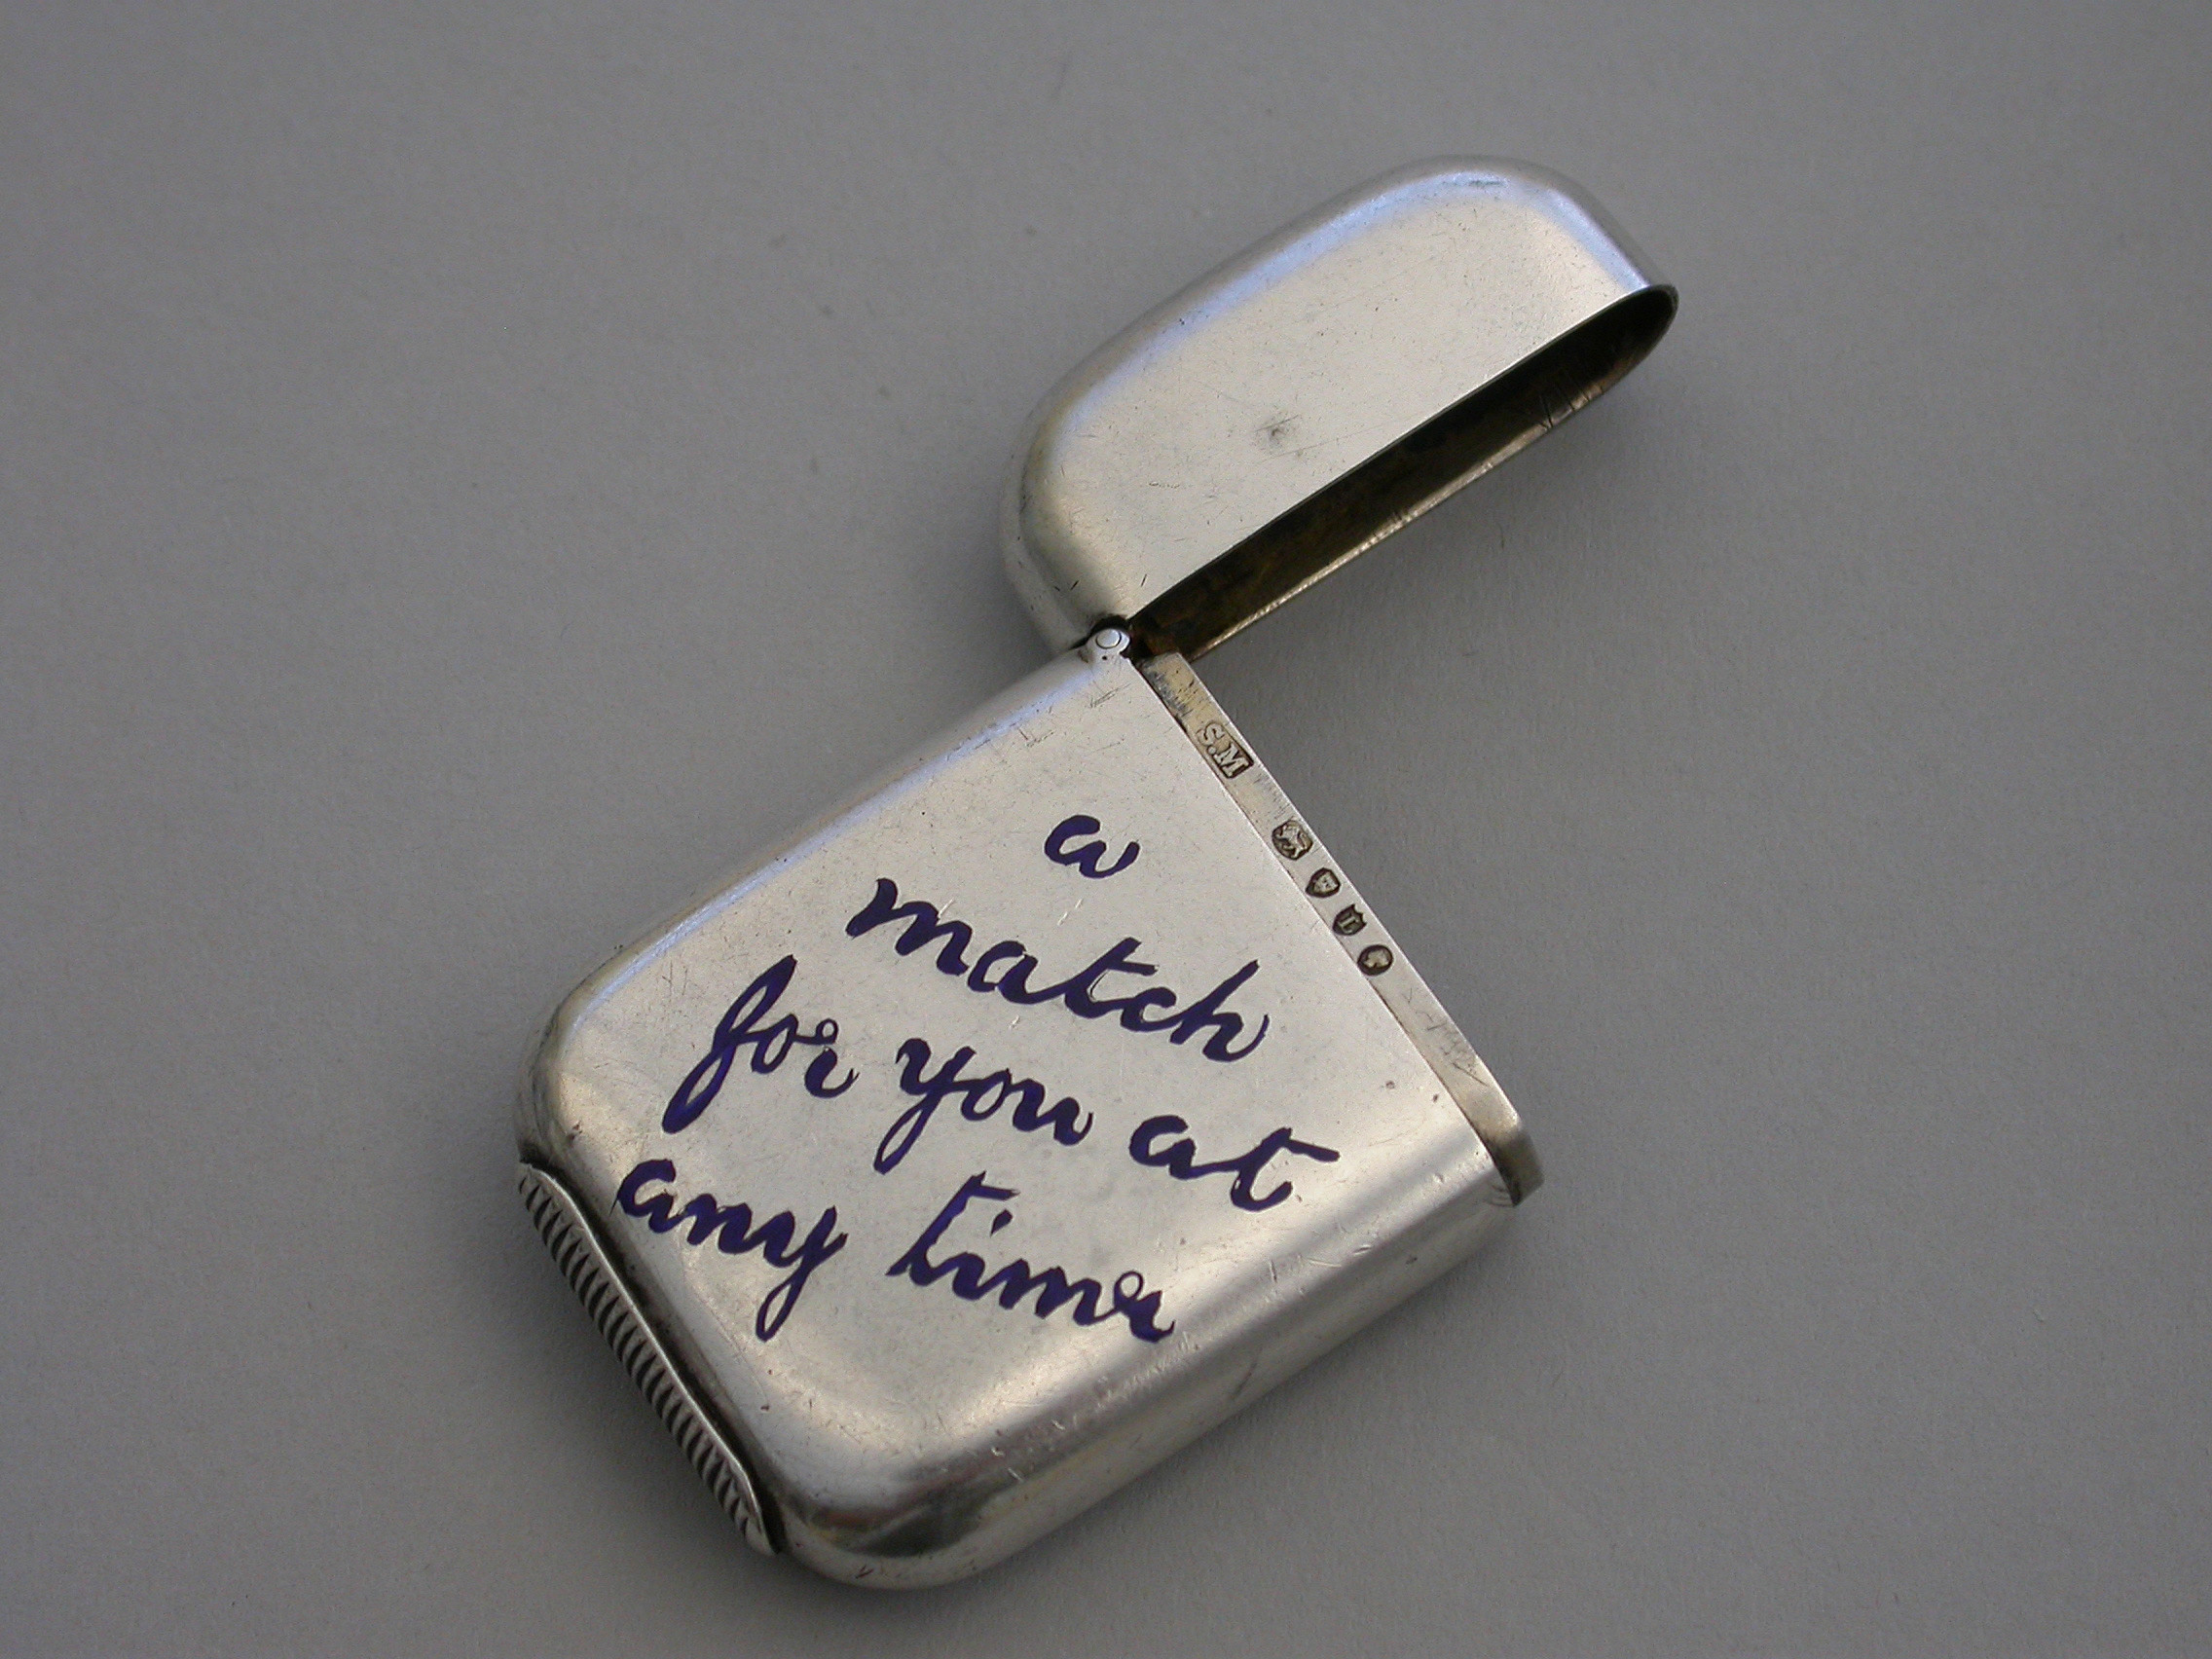 a
match
for you at
any time
S.M